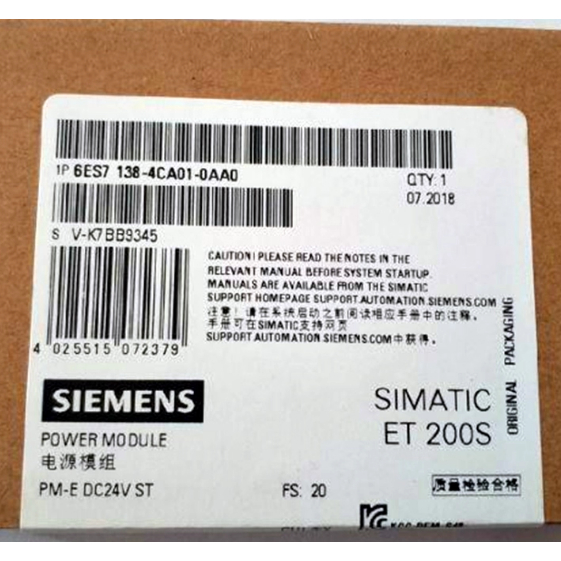 1P 6ES7 138-4CA01-0AA0
QTY: 1
07.2018
S V-K7BB9345
CAUTION! PLEASE READ THE NOTES IN THE
RELEVANT MANUAL BEFORE SYSTEM STARTUP.
MANUALS ARE AVAILABLE FROM THE SIMATIC
SUPPORT HOMEPAGE SUPPORT.AUTOMATION.SIEMENS.COM
注意！请在系统启动之前阅读相应手册中的注释。
手册可在SIMATIC支持网页
SUPPORT.AUTOMATION.SIEMENS.COM中获得。
4 025515 072379
ORIGINAL PACKAGING
SIEMENS
SIMATIC
ET 200S
POWER MODULE
电源模组
PM-E DC24V ST
FS: 20
质量检验合格